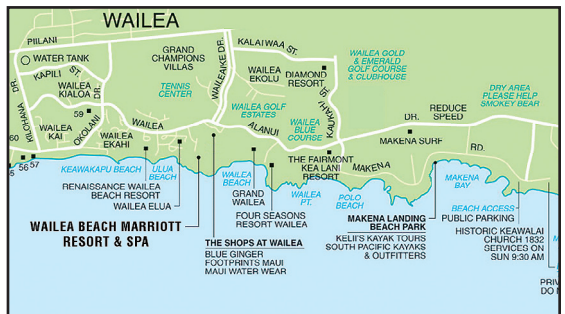 WAILEA
PIILANI
WATER TANK
KAPILI ST.
WAILEA
KIALOA
KILOHANA
DR.
59
OKOLANI
DR.
60
WAILEA
KAI
56 57
WAILEA
EKAHI
WAILEA
ALANUI
DR.
GRAND
CHAMPIONS
VILLAS
TENNIS
CENTER
WAILEA IKE DR.
KALAI WAA ST.
WAILEA
EKOLU
DIAMOND
RESORT
KAUKAHI
DR.
WAILEA GOLF
ESTATES
WAILEA
BLUE
COURSE
WAILEA GOLD
& EMERALD
GOLF COURSE
& CLUBHOUSE
DRY AREA
PLEASE HELP
SMOKEY BEAR
REDUCE
SPEED
MAKENA SURF
MAKENA
RD.
THE FAIRMONT
KEA LANI
RESORT
KEAWAKAPU BEACH
ULUA
BEACH
WAILEA
BEACH
WAILEA
PT.
POLO
BEACH
MAKENA
BAY
RENAISSANCE WAILEA
BEACH RESORT
WAILEA ELUA
GRAND
WAILEA
FOUR SEASONS
RESORT WAILEA
WAILEA BEACH MARRIOTT
RESORT & SPA
THE SHOPS AT WAILEA
BLUE GINGER
FOOTPRINTS MAUI
MAUI WATER WEAR
MAKENA LANDING
BEACH PARK
KELII'S KAYAK TOURS
SOUTH PACIFIC KAYAKS
& OUTFITTERS
BEACH ACCESS
PUBLIC PARKING
HISTORIC KEAWALAI
CHURCH 1832
SERVICES ON
SUN 9:30 AM
PRIV
DO